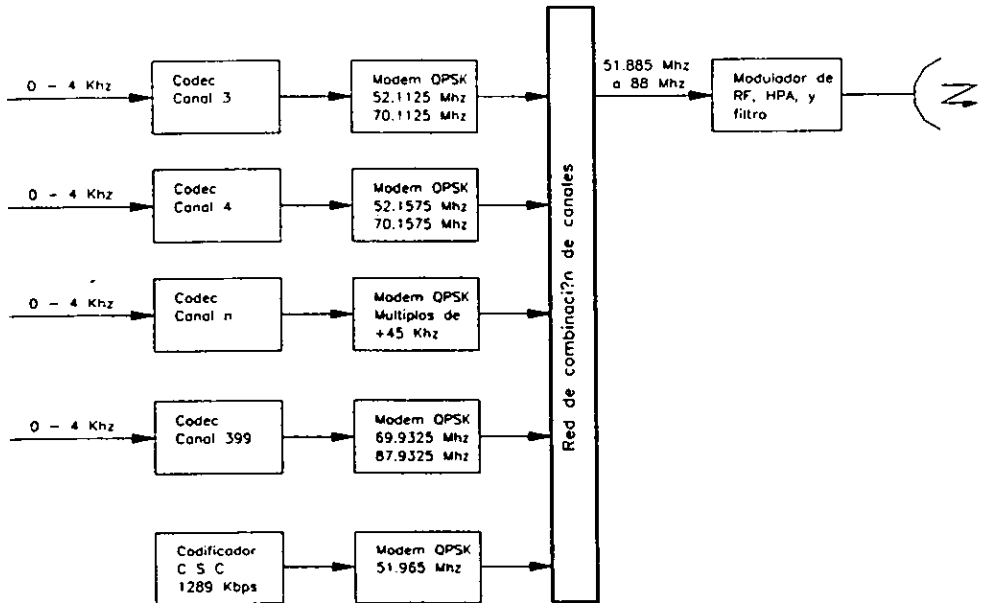 0 - 4 Khz
Codec
Canal 3
Modem QPSK
52.1125 Mhz
70.1125 Mhz
51.885 Mhz
a 88 Mhz
Modulador de
RF, HPA, y
filtro
0 - 4 Khz
Codec
Canal 4
Modem QPSK
52.1575 Mhz
70.1575 Mhz
0 - 4 Khz
Codec
Canal n
Modem QPSK
Multiplos de
+45 Khz
Red de combinaci?n de canales
0 - 4 Khz
Codec
Canal 399
Modem QPSK
69.9325 Mhz
87.9325 Mhz
Codificador
C S C
1289 Kbps
Modem QPSK
51.965 Mhz